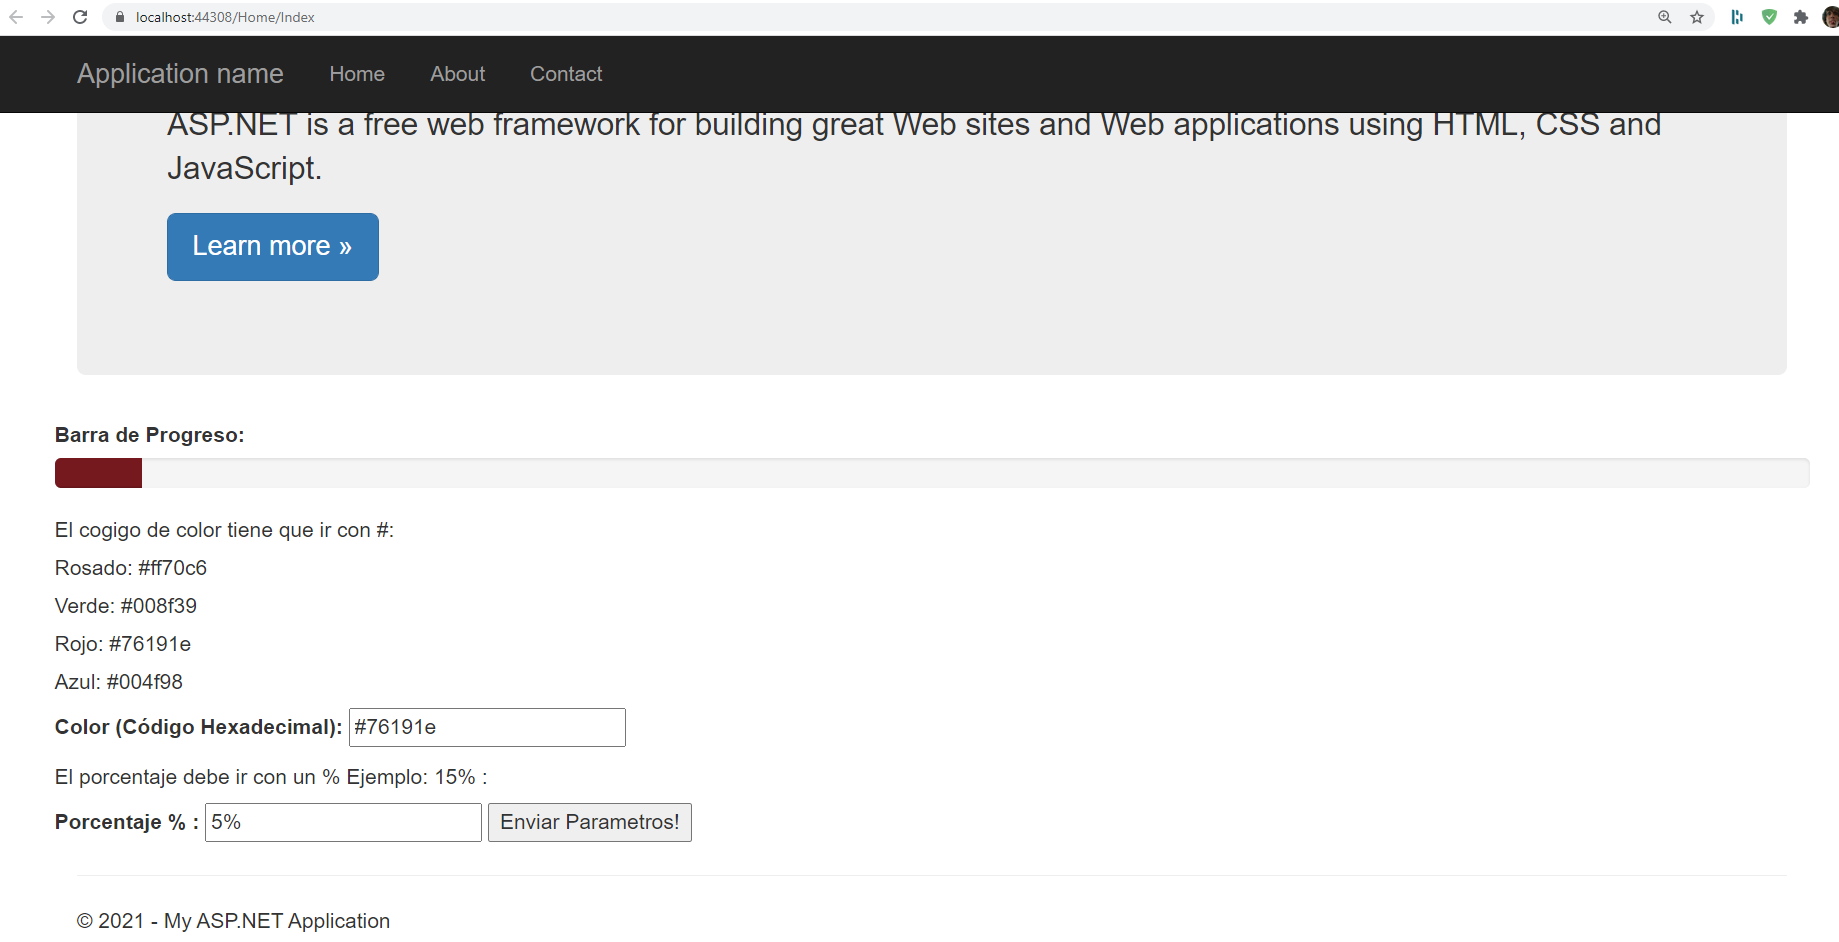 localhost:44308/Home/Index
Application name Home About Contact
ASP.NET is a free web framework for building great Web sites and Web applications using HTML, CSS and
JavaScript.
Learn more »
Barra de Progreso:
El cogigo de color tiene que ir con #:
Rosado: #ff70c6
Verde: #008f39
Rojo: #76191e
Azul: #004f98
Color (Código Hexadecimal): #76191e
El porcentaje debe ir con un % Ejemplo: 15% :
Porcentaje % : 5% Enviar Parametros!
© 2021 - My ASP.NET Application